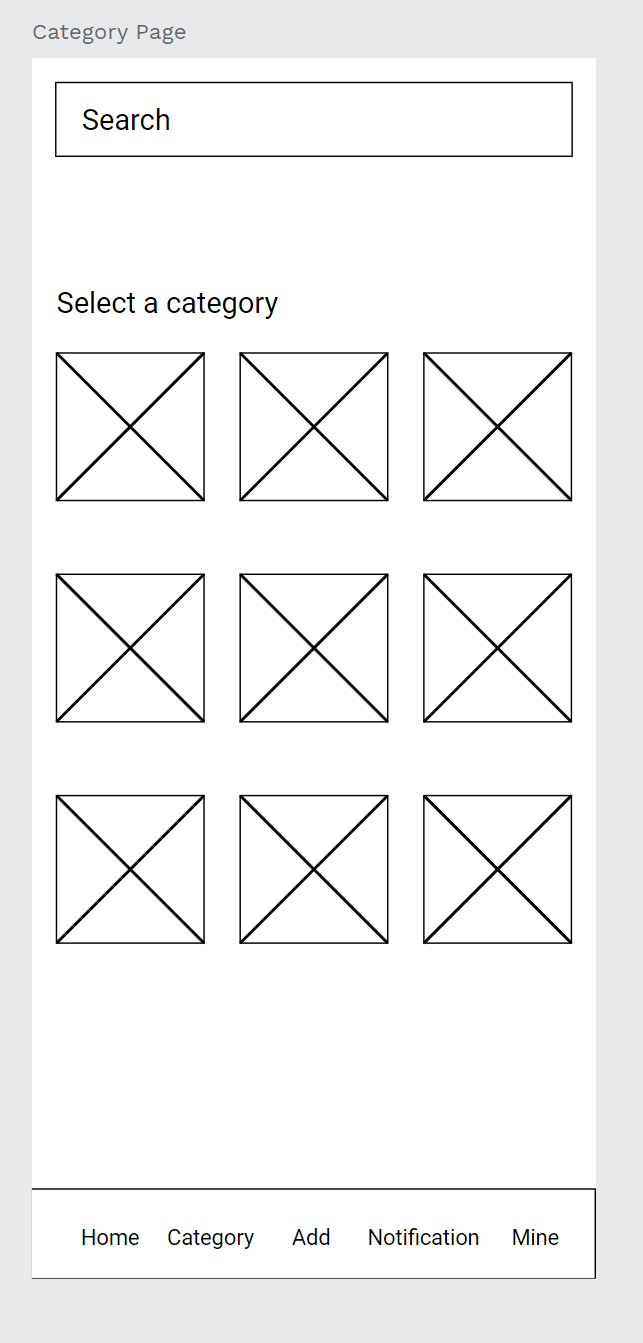 Category Page
Search
Select a category
Home Category Add Notification Mine